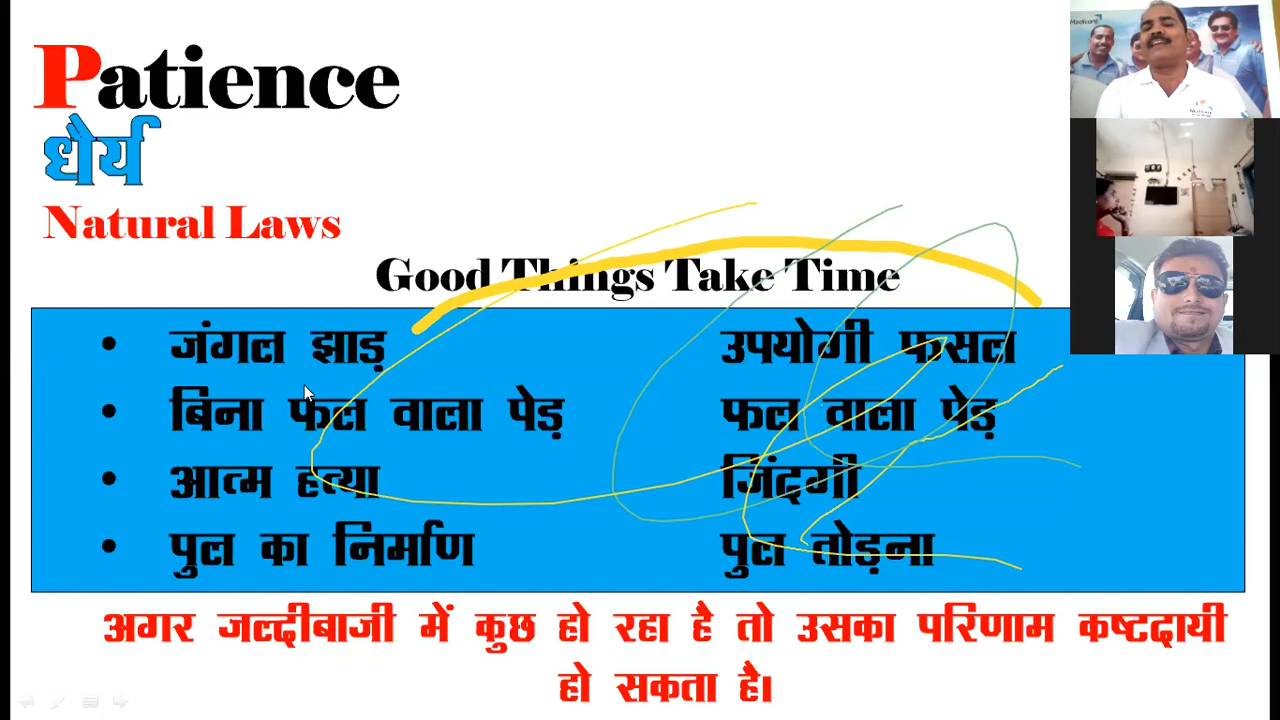 Patience
धैर्य
Natural Laws
Good Things Take Time
• जंगल झाड़ उपयोगी फसल
• बिना फल वाला पेड़ फल वाला पेड़
• आत्म हत्या जिंदगी
• पुल का निर्माण पुल तोड़ना
अगर जल्दीबाजी में कुछ हो रहा है तो उसका परिणाम कष्टदायी
हो सकता है।
Medicare